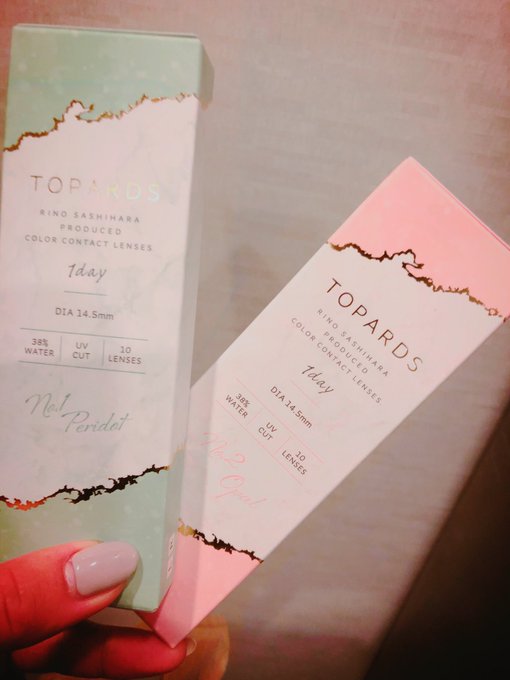 TOPARDS
RINO SASHIHARA
PRODUCED
COLOR CONTACT LENSES
1day
DIA 14.5mm
38%
WATER
UV
CUT
10
LENSES
No.1
Peridot
TOPARDS
RINO SASHIHARA
PRODUCED
COLOR CONTACT LENSES
1day
DIA 14.5mm
38%
WATER
UV
CUT
10
LENSES
No.2
Opal